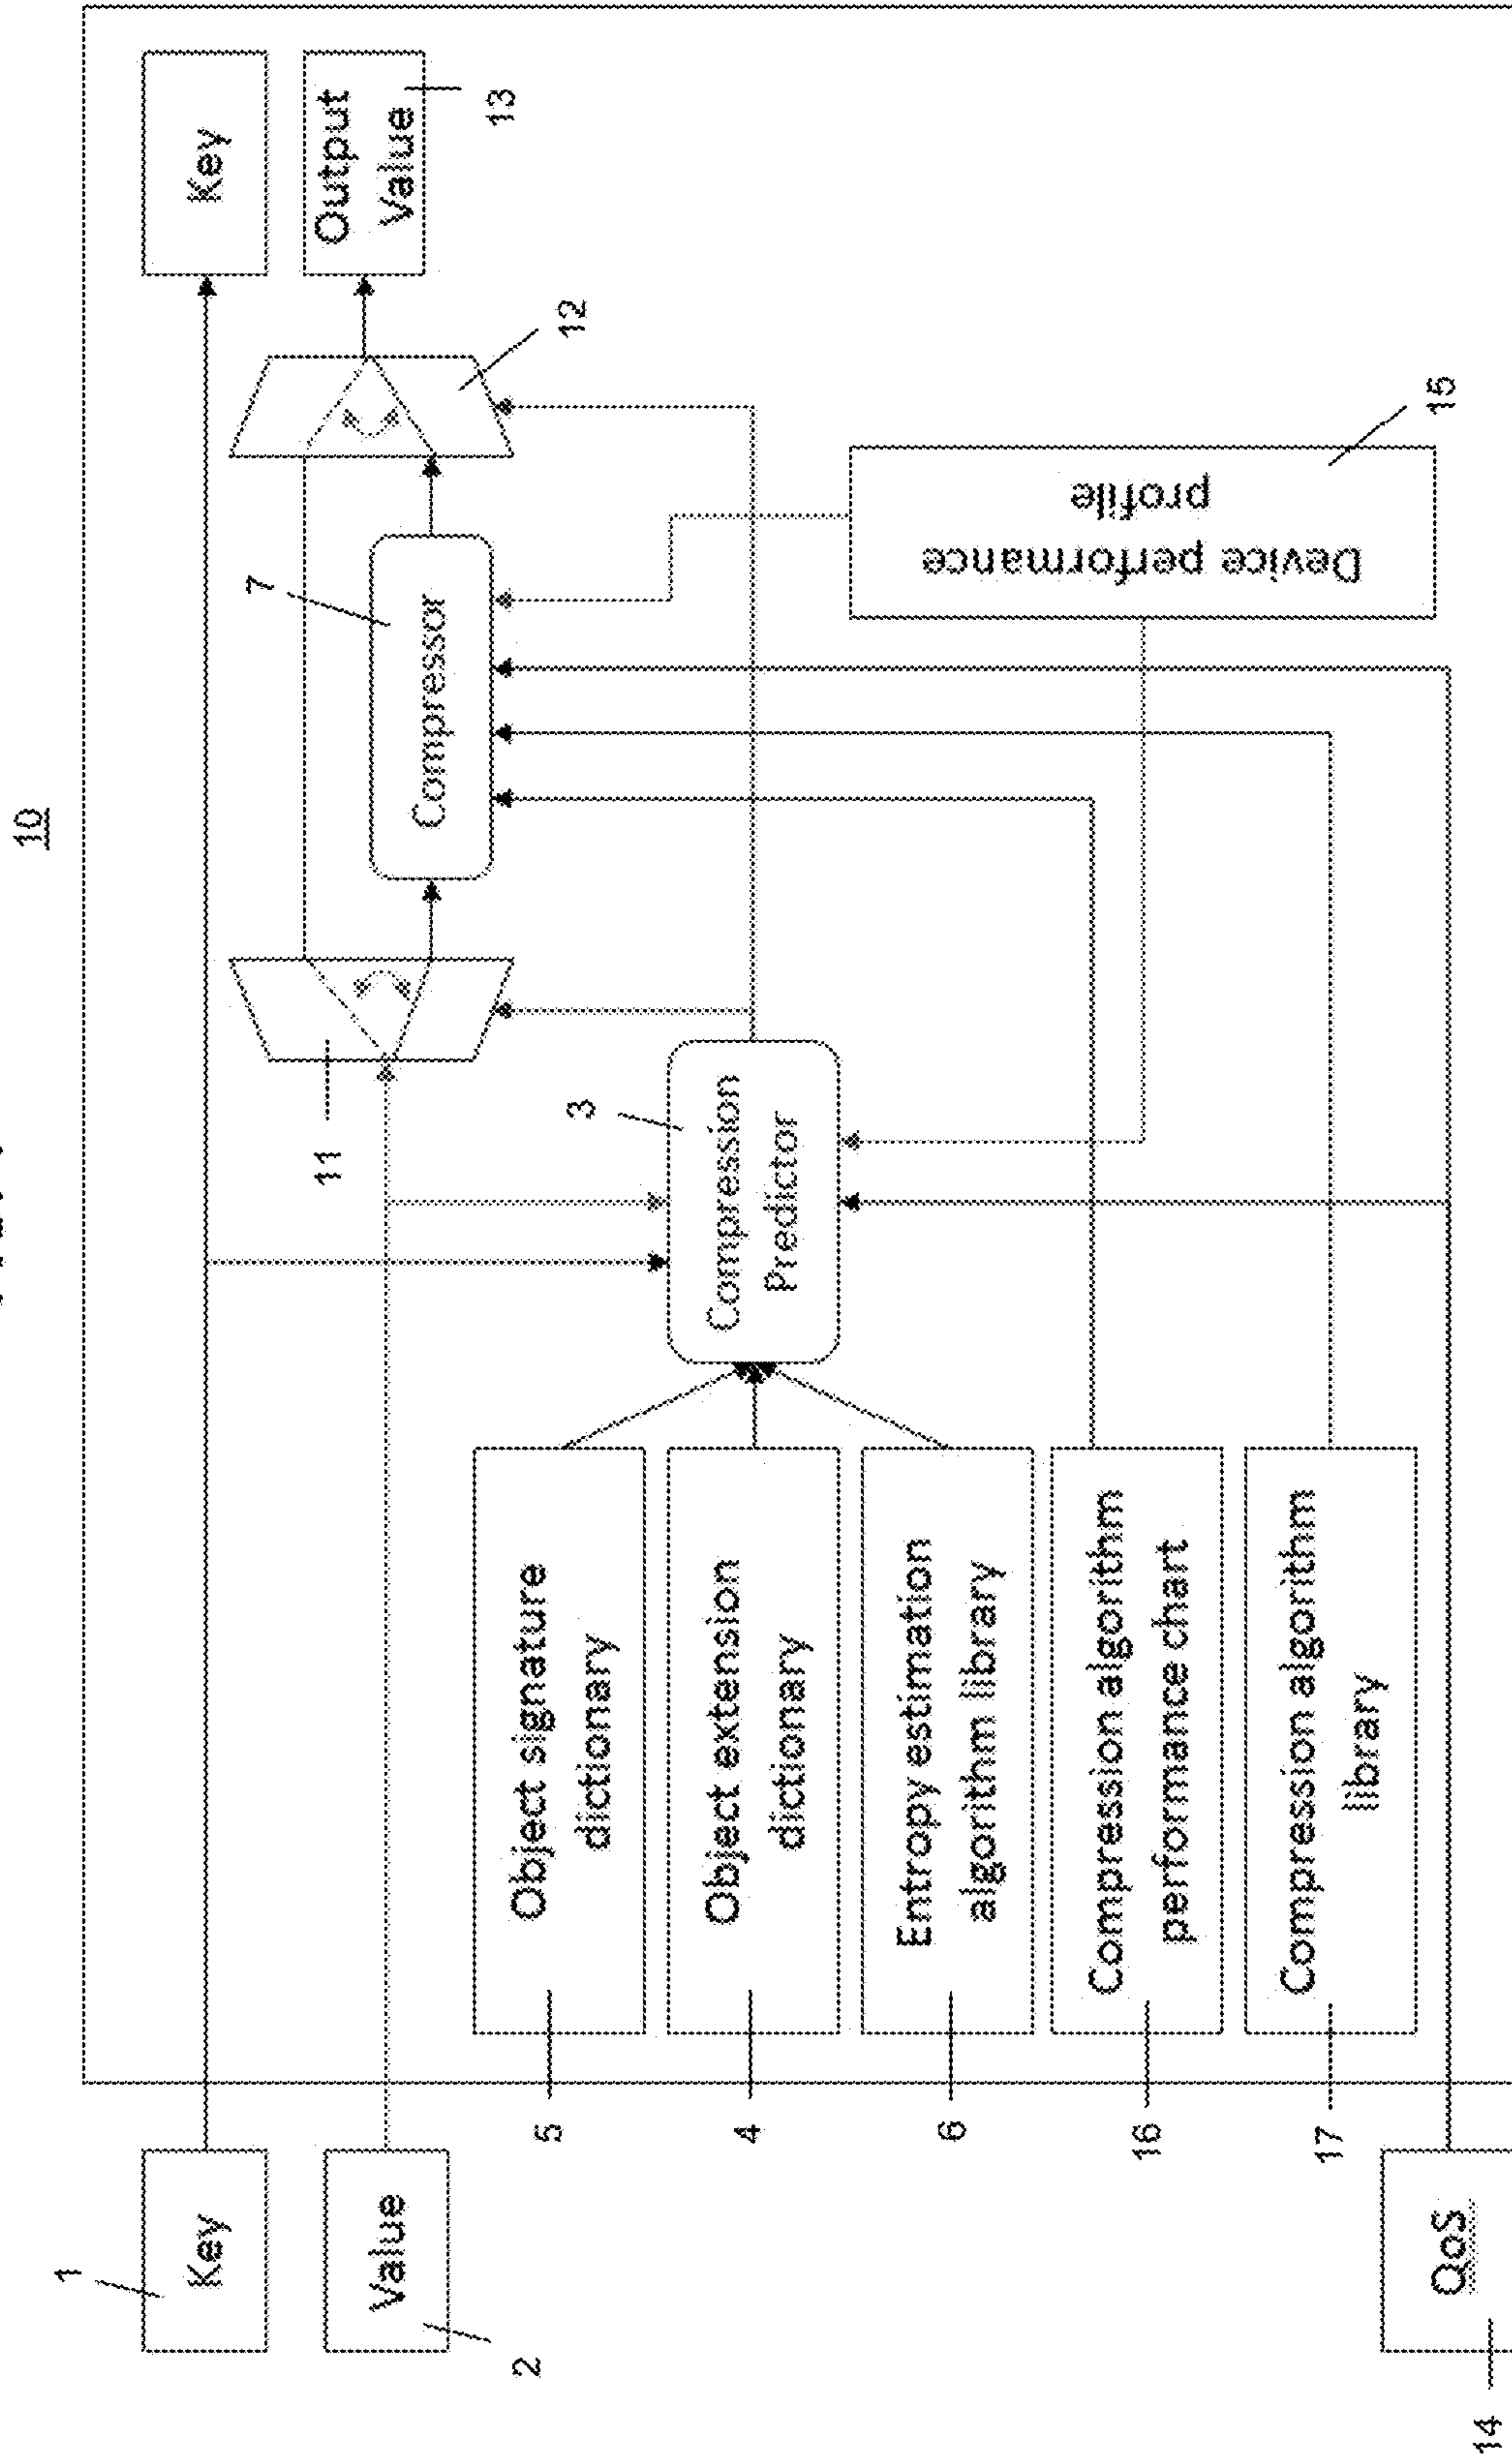 10
1
Key
Key
2
Value
Output
Value
13
11
7
Compressor
12
3
Compression
Predictor
5
Object signature
dictionary
4
Object extension
dictionary
6
Entropy estimation
algorithm library
16
Compression algorithm
performance chart
17
Compression algorithm
library
Device performance
profile
15
14
QoS